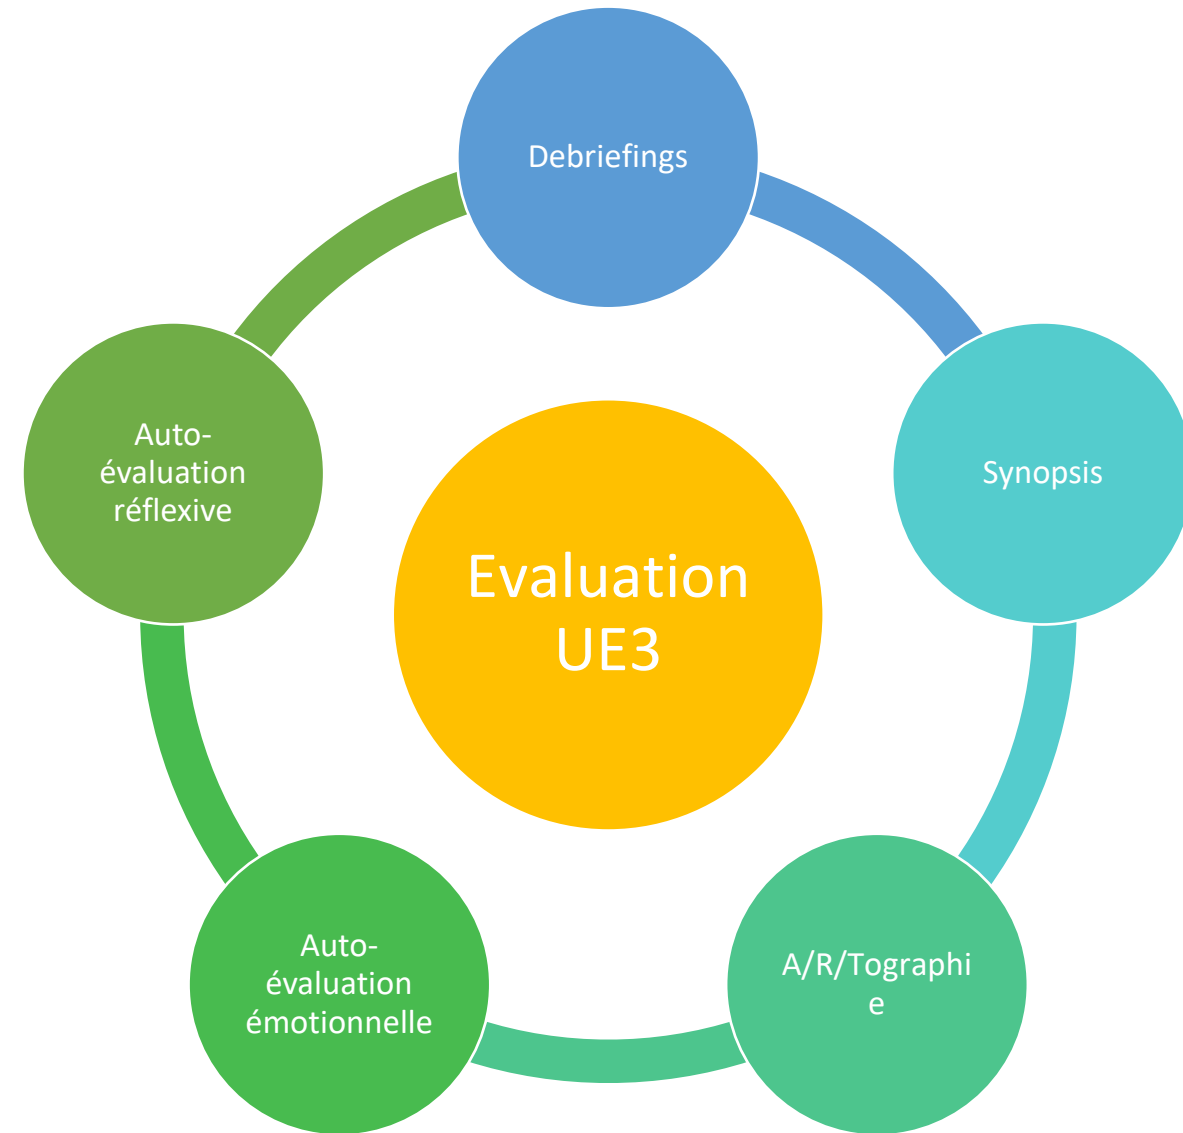 Debriefings
Synopsis
A/R/Tographi
e
Auto-
évaluation
émotionnelle
Auto-
évaluation
réflexive
Evaluation
UE3